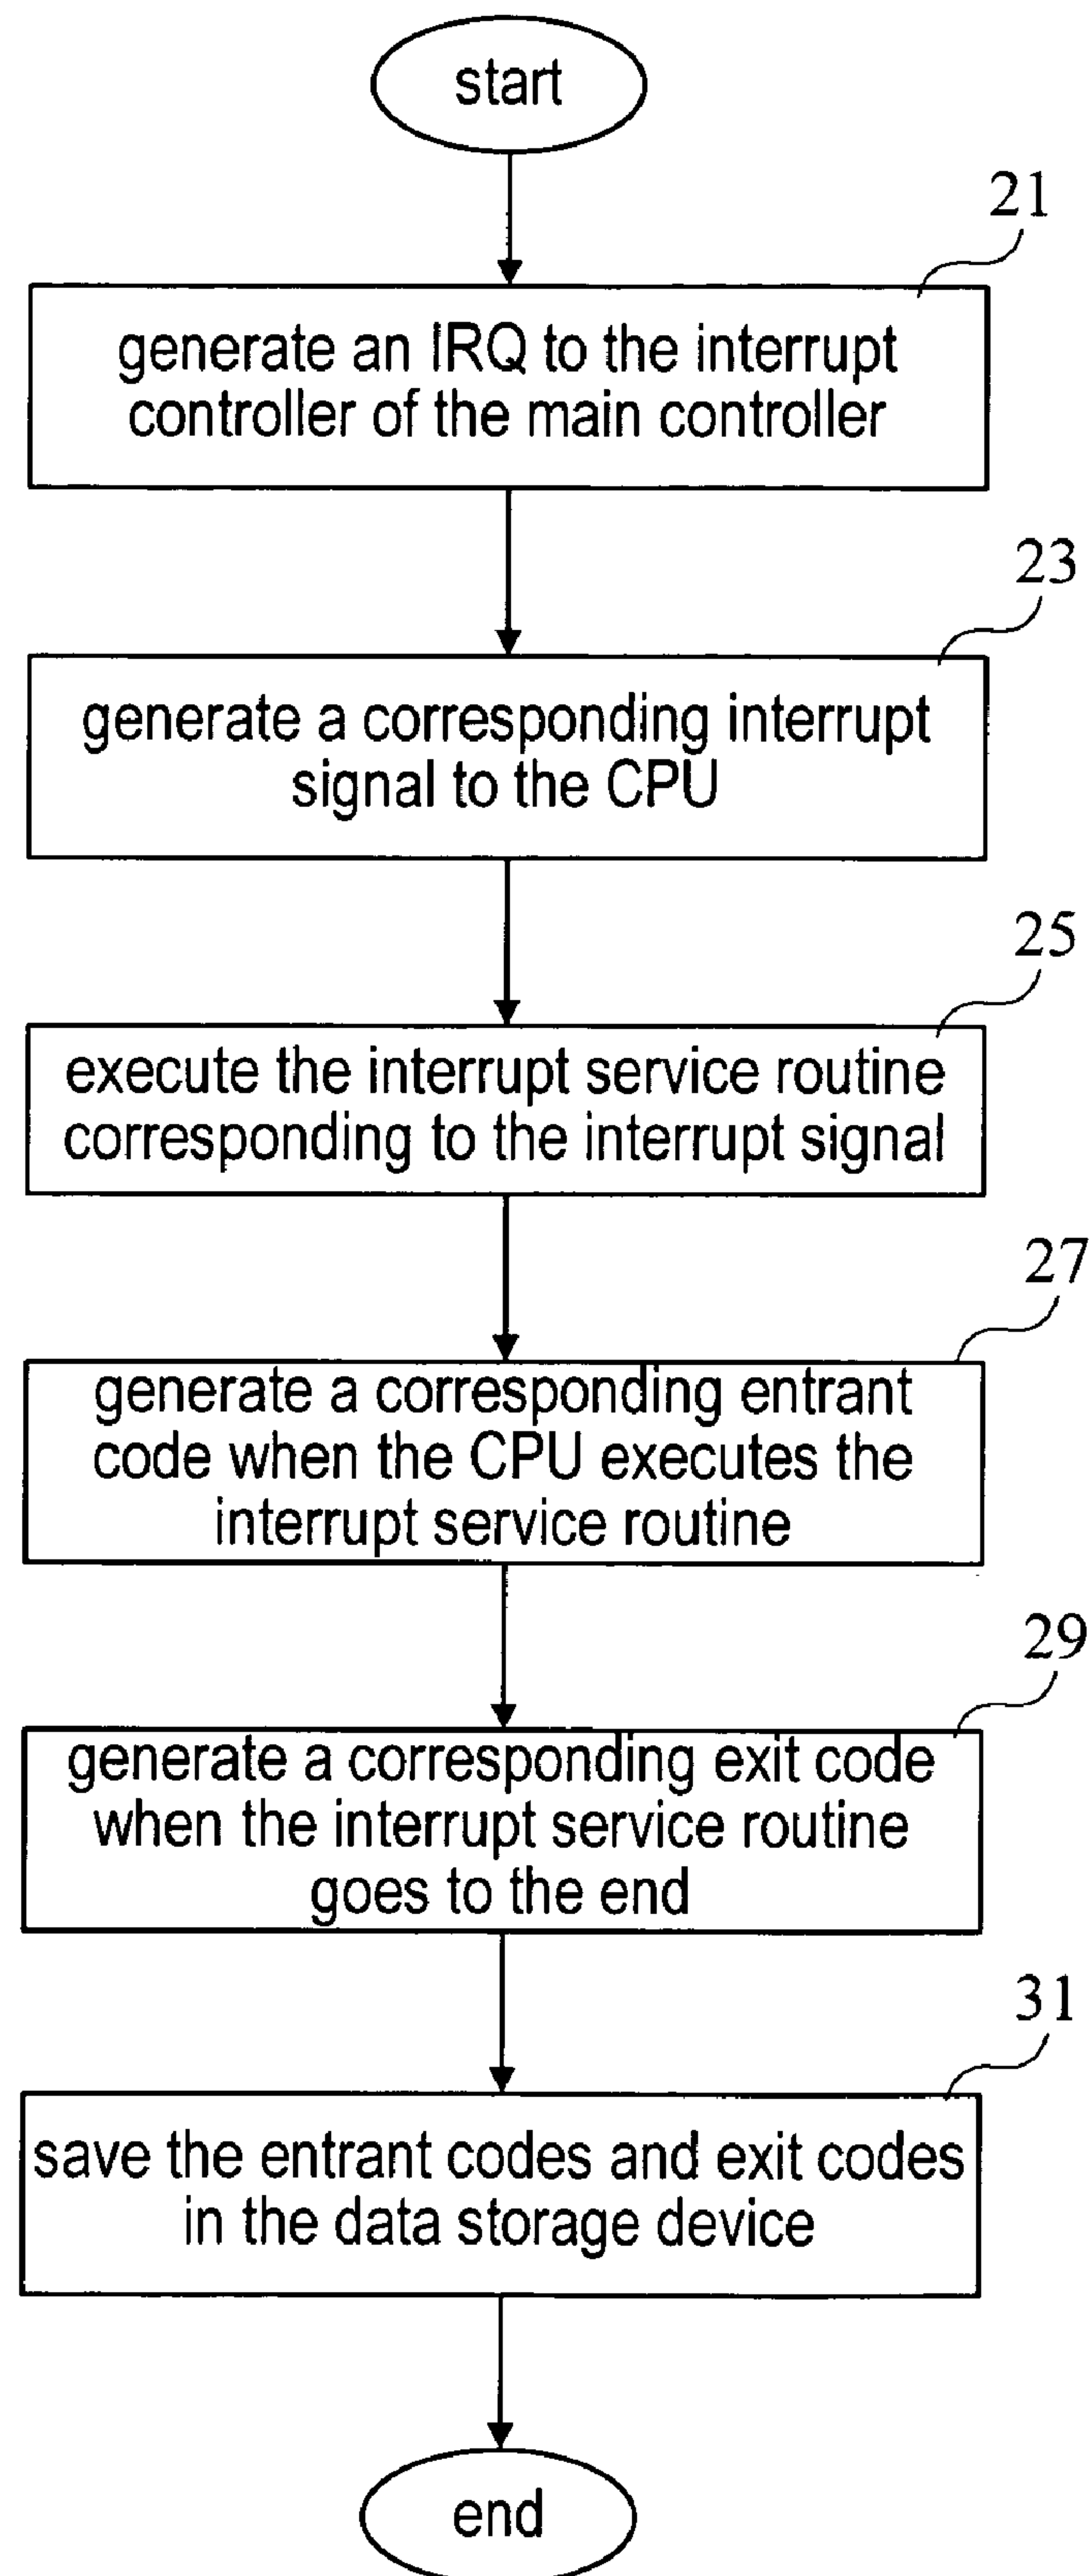 start
21
generate an IRQ to the interrupt
controller of the main controller
23
generate a corresponding interrupt
signal to the CPU
25
execute the interrupt service routine
corresponding to the interrupt signal
27
generate a corresponding entrant
code when the CPU executes the
interrupt service routine
29
generate a corresponding exit code
when the interrupt service routine
goes to the end
31
save the entrant codes and exit codes
in the data storage device
end